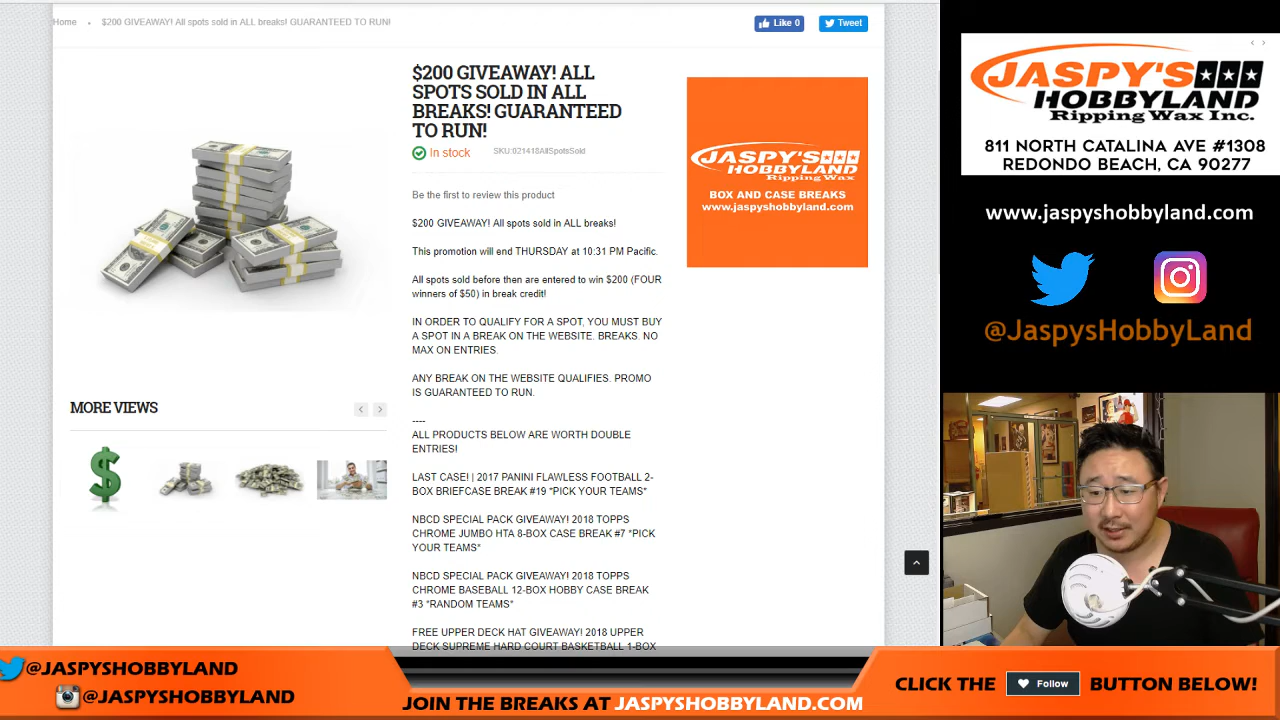 Home
$200 GIVEAWAY! All spots sold in ALL breaks! GUARANTEED TO RUN!
Like 0
Tweet
$200 GIVEAWAY! ALL
SPOTS SOLD IN ALL
BREAKS! GUARANTEED
TO RUN!
In stock
SKU:021418AllSpotsSold
Be the first to review this product
$200 GIVEAWAY! All spots sold in ALL breaks!
This promotion will end THURSDAY at 10:31 PM Pacific.
All spots sold before then are entered to win $200 (FOUR
winners of $50) in break credit!
IN ORDER TO QUALIFY FOR A SPOT, YOU MUST BUY
A SPOT IN A BREAK ON THE WEBSITE. BREAKS. NO
MAX ON ENTRIES.
ANY BREAK ON THE WEBSITE QUALIFIES. PROMO
IS GUARANTEED TO RUN.
----
ALL PRODUCTS BELOW ARE WORTH DOUBLE
ENTRIES!
LAST CASE! | 2017 PANINI FLAWLESS FOOTBALL 2-
BOX BRIEFCASE BREAK #19 *PICK YOUR TEAMS*
NBCD SPECIAL PACK GIVEAWAY! 2018 TOPPS
CHROME JUMBO HTA 8-BOX CASE BREAK #7 *PICK
YOUR TEAMS*
NBCD SPECIAL PACK GIVEAWAY! 2018 TOPPS
CHROME BASEBALL 12-BOX HOBBY CASE BREAK
#3 *RANDOM TEAMS*
FREE UPPER DECK HAT GIVEAWAY! 2018 UPPER
DECK SUPREME HARD COURT BASKETBALL 1-BOX
MORE VIEWS
JASPY'S
HOBBYLAND
Ripping Wax
BOX AND CASE BREAKS
www.jaspyshobbyland.com
JASPY'S
HOBBYLAND
Ripping Wax Inc.
811 NORTH CATALINA AVE #1308
REDONDO BEACH, CA 90277
www.jaspyshobbyland.com
@JaspysHobbyLand
@JASPYSHOBBYLAND
@JASPYSHOBBYLAND
JOIN THE BREAKS AT JASPYSHOBBYLAND.COM
CLICK THE Follow BUTTON BELOW!